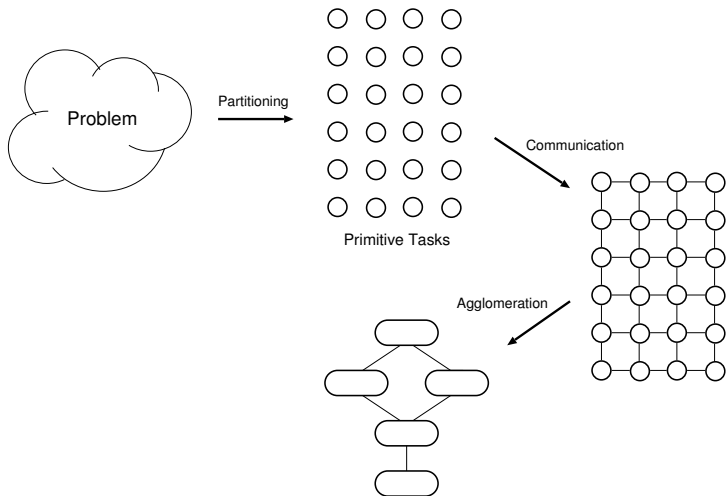 Problem
Partitioning
Primitive Tasks
Communication
Agglomeration